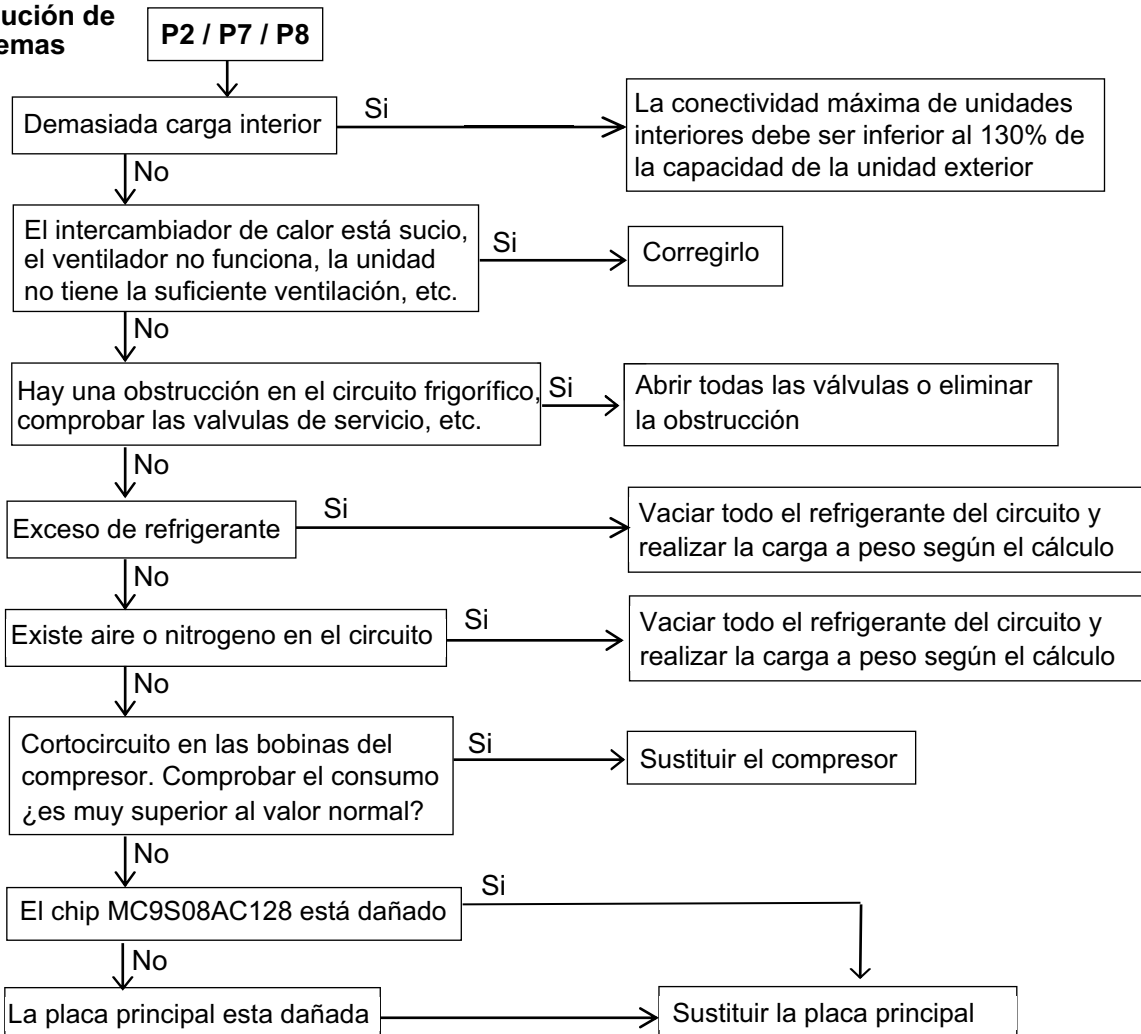 ución de
emas
P2 / P7 / P8
Demasiada carga interior
Si
La conectividad máxima de unidades
interiores debe ser inferior al 130% de
la capacidad de la unidad exterior
No
El intercambiador de calor está sucio,
el ventilador no funciona, la unidad
no tiene la suficiente ventilación, etc.
Si
Corregirlo
No
Hay una obstrucción en el circuito frigorífico,
comprobar las valvulas de servicio, etc.
Si
Abrir todas las válvulas o eliminar
la obstrucción
No
Exceso de refrigerante
Si
Vaciar todo el refrigerante del circuito y
realizar la carga a peso según el cálculo
No
Existe aire o nitrogeno en el circuito
Si
Vaciar todo el refrigerante del circuito y
realizar la carga a peso según el cálculo
No
Cortocircuito en las bobinas del
compresor. Comprobar el consumo
¿es muy superior al valor normal?
Si
Sustituir el compresor
No
El chip MC9S08AC128 está dañado
Si
No
La placa principal esta dañada
Sustituir la placa principal